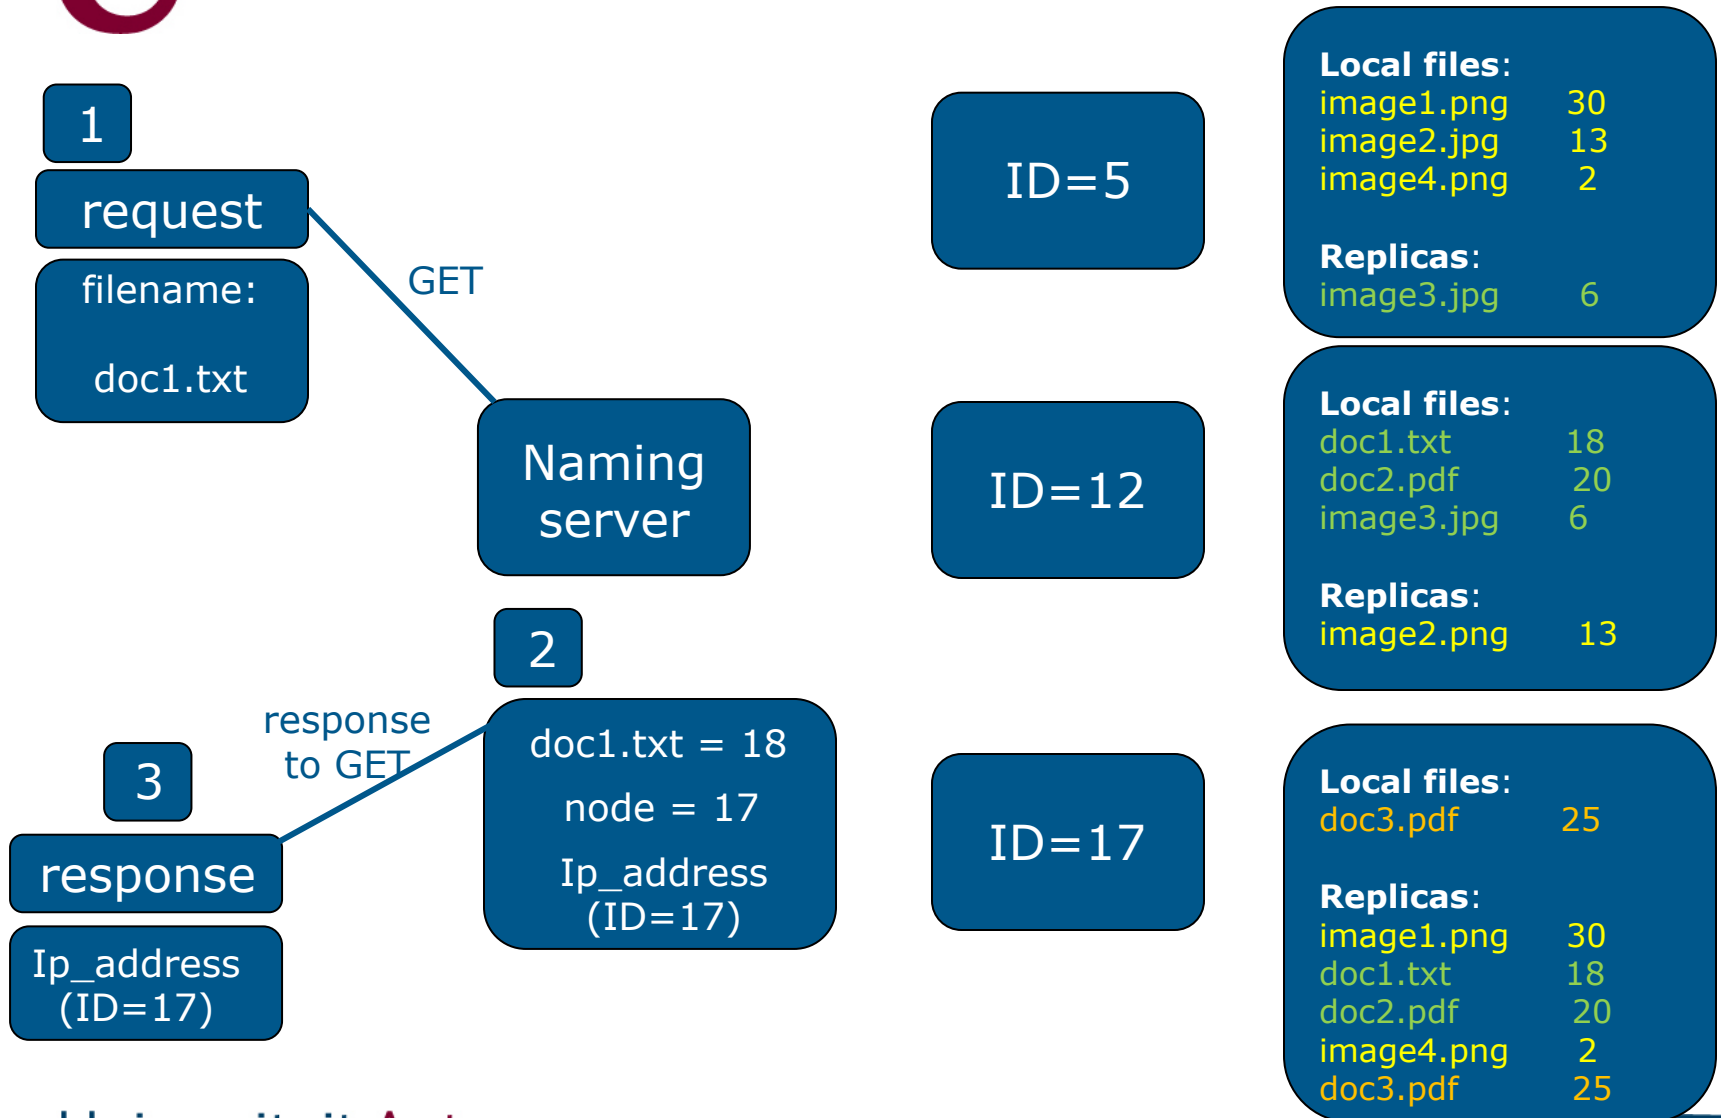 1
request
filename:
doc1.txt
GET
Naming
server
2
doc1.txt = 18
node = 17
Ip_address
(ID=17)
response
to GET
3
response
Ip_address
(ID=17)
ID=5
Local files:
image1.png 30
image2.jpg 13
image4.png 2
Replicas:
image3.jpg 6
ID=12
Local files:
doc1.txt 18
doc2.pdf 20
image3.jpg 6
Replicas:
image2.png 13
ID=17
Local files:
doc3.pdf 25
Replicas:
image1.png 30
doc1.txt 18
doc2.pdf 20
image4.png 2
doc3.pdf 25